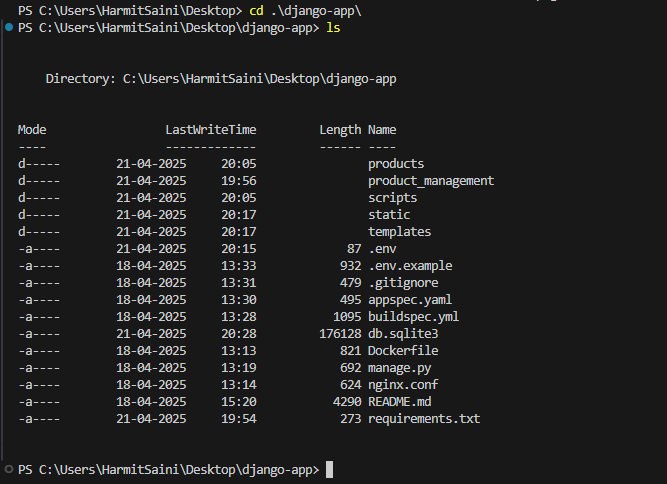 PS C:\Users\HarmitSaini\Desktop> cd .\django-app\
PS C:\Users\HarmitSaini\Desktop\django-app> ls
Directory: C:\Users\HarmitSaini\Desktop\django-app
Mode LastWriteTime Length Name
---- ------------- ------ ----
d----- 21-04-2025 20:05 products
d----- 21-04-2025 19:56 product_management
d----- 21-04-2025 20:05 scripts
d----- 21-04-2025 20:17 static
d----- 21-04-2025 20:17 templates
-a---- 21-04-2025 20:15 87 .env
-a---- 18-04-2025 13:33 932 .env.example
-a---- 18-04-2025 13:31 479 .gitignore
-a---- 18-04-2025 13:30 495 appspec.yaml
-a---- 18-04-2025 13:28 1095 buildspec.yml
-a---- 21-04-2025 20:28 176128 db.sqlite3
-a---- 18-04-2025 13:13 821 Dockerfile
-a---- 18-04-2025 13:19 692 manage.py
-a---- 18-04-2025 13:14 624 nginx.conf
-a---- 18-04-2025 15:20 4290 README.md
-a---- 21-04-2025 19:54 273 requirements.txt
PS C:\Users\HarmitSaini\Desktop\django-app>